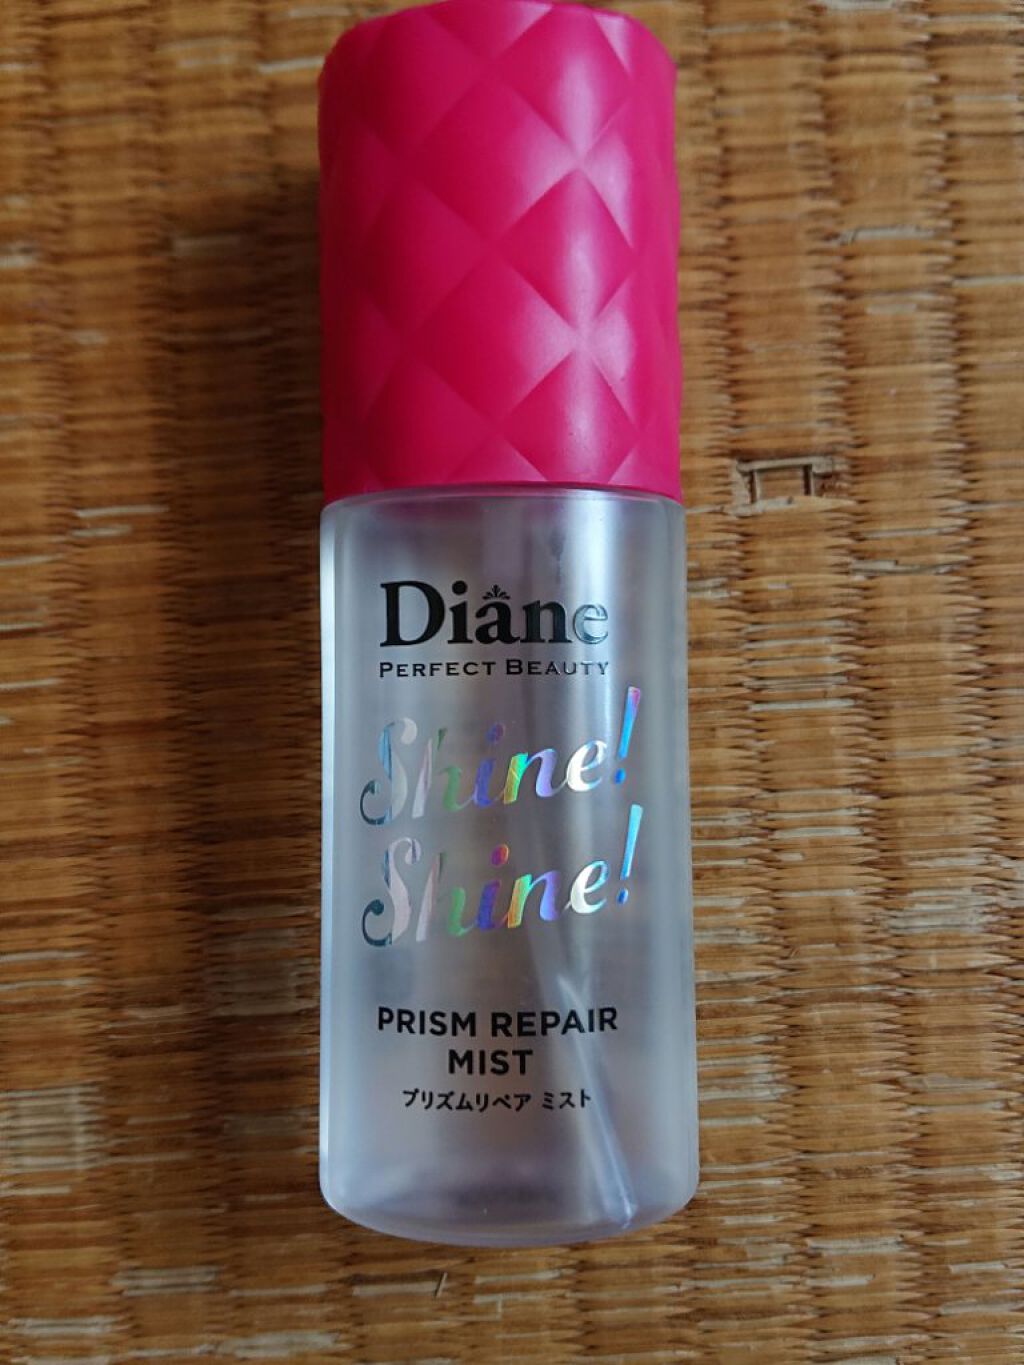 Diane
PERFECT BEAUTY
Shine!
Shine!
PRISM REPAIR
MIST
プリズムリペア ミスト